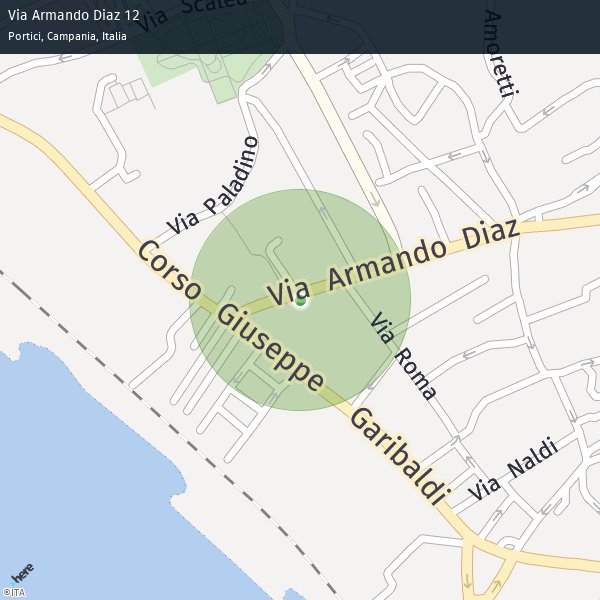 Via Armando Diaz 12
Portici, Campania, Italia
Via Scalea
Amoretti
Via Paladino
Via Armando Diaz
Corso Giuseppe Garibaldi
Via Roma
Via Naldi
here
©ITA